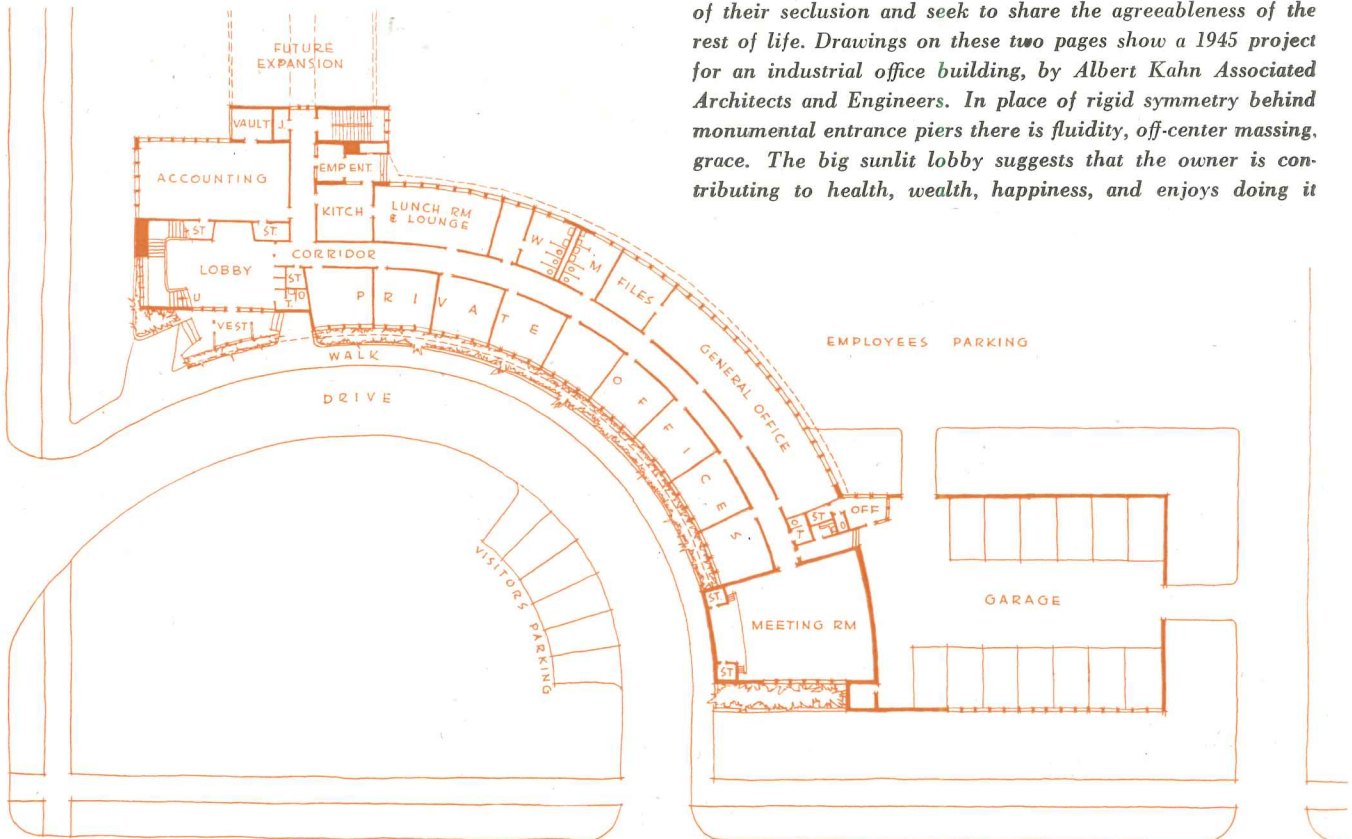 of their seclusion and seek to share the agreeableness of the
rest of life. Drawings on these two pages show a 1945 project
for an industrial office building, by Albert Kahn Associated
Architects and Engineers. In place of rigid symmetry behind
monumental entrance piers there is fluidity, off-center massing,
grace. The big sunlit lobby suggests that the owner is con-
tributing to health, wealth, happiness, and enjoys doing it
FUTURE
EXPANSION
VAULT
J.
EMP ENT.
ACCOUNTING
KITCH
LUNCH RM
& LOUNGE
W
M
FILES
ST
ST.
CORRIDOR
LOBBY
ST
T.
U
VEST
PRIVATE OFFICES
WALK
DRIVE
GENERAL OFFICE
EMPLOYEES PARKING
T
ST
OFF
VISITORS PARKING
ST.
MEETING RM
ST
GARAGE